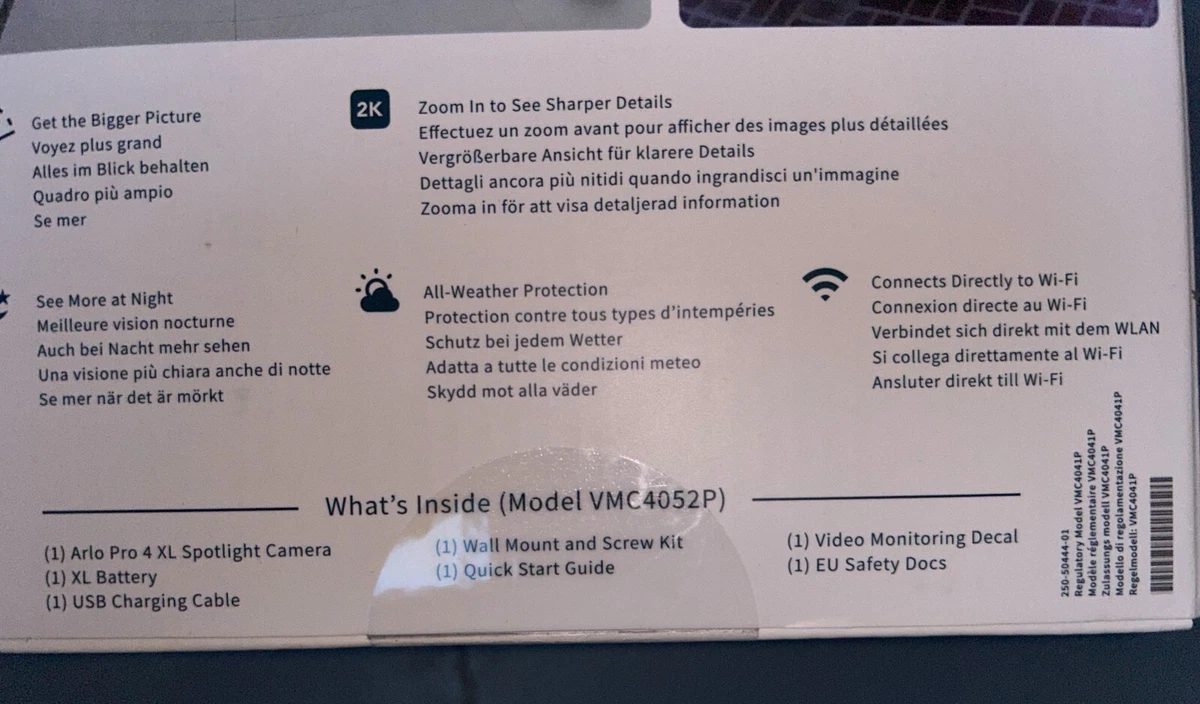 Get the Bigger Picture
Voyez plus grand
Alles im Blick behalten
Quadro più ampio
Se mer
2K
Zoom In to See Sharper Details
Effectuez un zoom avant pour afficher des images plus détaillées
Vergrößerbare Ansicht für klarere Details
Dettagli ancora più nitidi quando ingrandisci un'immagine
Zooma in för att visa detaljerad information
See More at Night
Meilleure vision nocturne
Auch bei Nacht mehr sehen
Una visione più chiara anche di notte
Se mer när det är mörkt
All-Weather Protection
Protection contre tous types d'intempéries
Schutz bei jedem Wetter
Adatta a tutte le condizioni meteo
Skydd mot alla väder
Connects Directly to Wi-Fi
Connexion directe au Wi-Fi
Verbindet sich direkt mit dem WLAN
Si collega direttamente al Wi-Fi
Ansluter direkt till Wi-Fi
What's Inside (Model VMC4052P)
(1) Arlo Pro 4 XL Spotlight Camera
(1) XL Battery
(1) USB Charging Cable
(1) Wall Mount and Screw Kit
(1) Quick Start Guide
(1) Video Monitoring Decal
(1) EU Safety Docs
250-50444-01
Regulatory Model VMC4041P
Modèle réglementaire VMC4041P
Zulassungs modell VMC4041P
Modello di regolamentazione VMC4041P
Regelmodell: VMC4041P